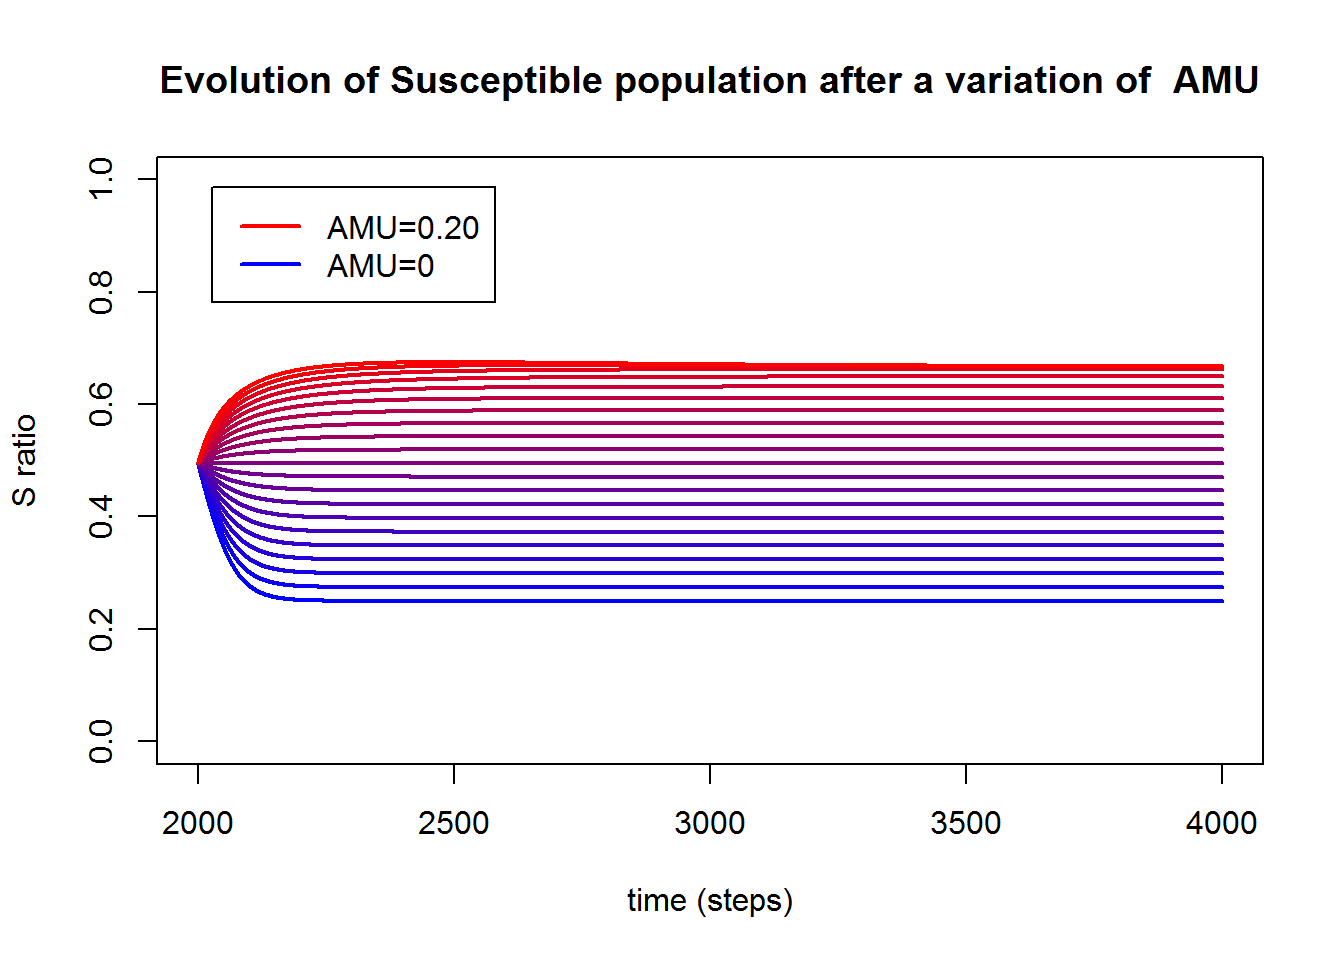 Evolution of Susceptible population after a variation of  AMU
1.0
0.8
0.6
0.4
0.2
0.0
S ratio
AMU=0.20
AMU=0
2000 2500 3000 3500 4000
time (steps)